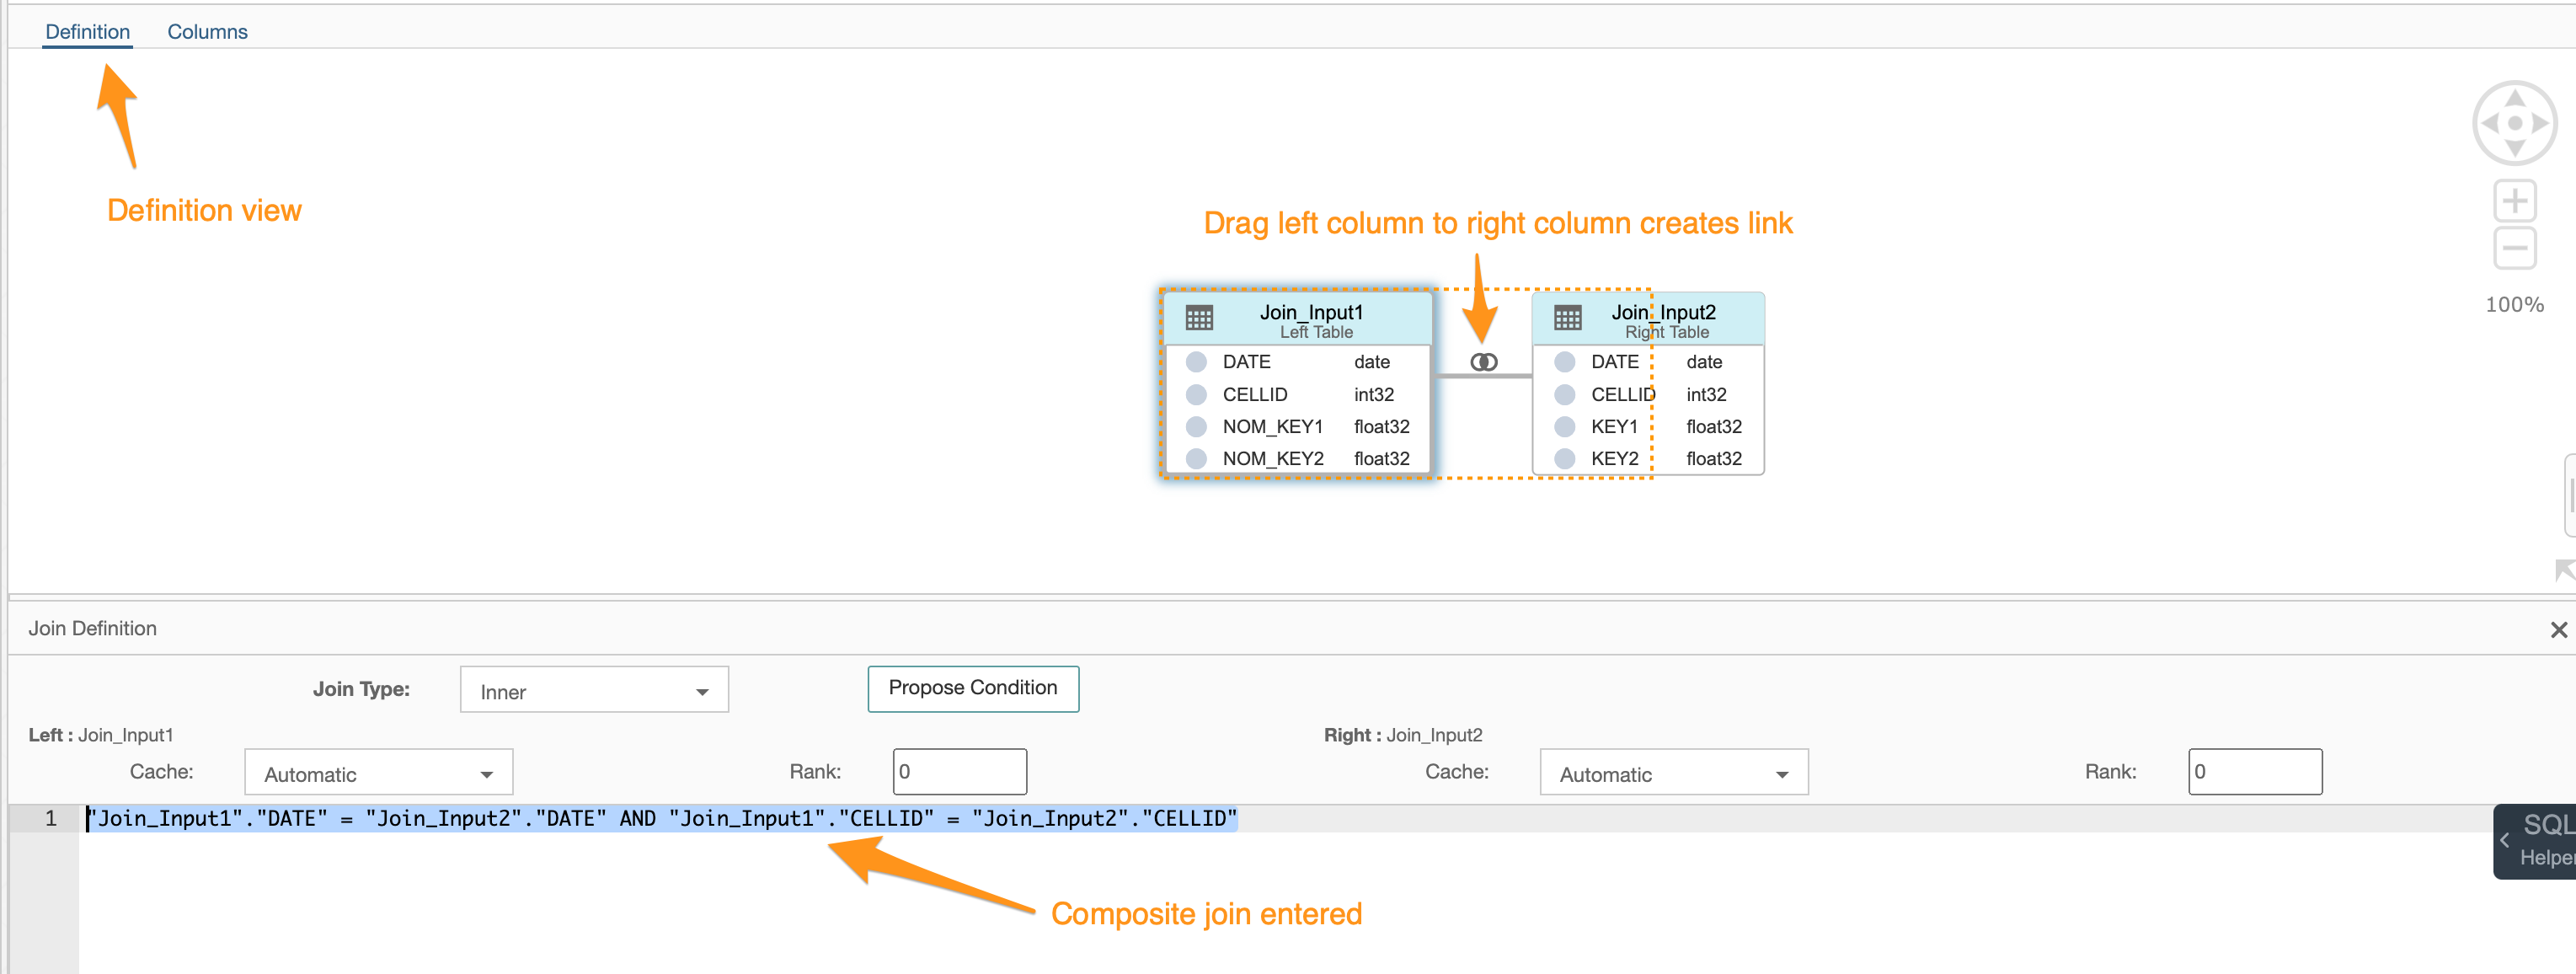 Definition Columns
Definition view
Drag left column to right column creates link
100%
Join_Input1
Left Table
DATE date
CELLID int32
NOM_KEY1 float32
NOM_KEY2 float32
Join_Input2
Right Table
DATE date
CELLID int32
KEY1 float32
KEY2 float32
Join Definition
Join Type: Inner Propose Condition
Left : Join_Input1 Right : Join_Input2
Cache: Automatic Rank: 0 Cache: Automatic Rank: 0
1 "Join_Input1"."DATE" = "Join_Input2"."DATE" AND "Join_Input1"."CELLID" = "Join_Input2"."CELLID"
SQL
Helper
Composite join entered